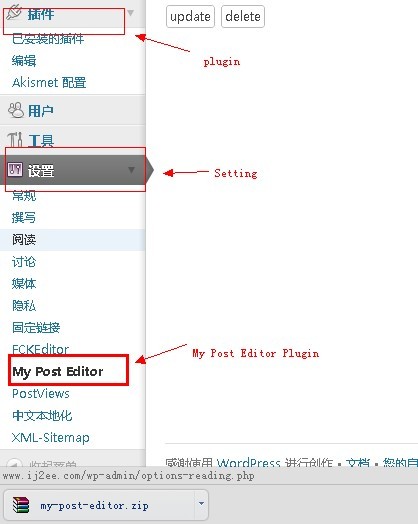 插件
update delete
已安装的插件
编辑
plugin
Akismet 配置
用户
工具
设置
Setting
常规
撰写
阅读
讨论
媒体
隐私
固定链接
FCKEditor
My Post Editor Plugin
My Post Editor
PostViews
中文本地化
XML-Sitemap
收起菜单
感谢使用 WordPress 进行创作 • 文档 • 您的自
www.ij2ee.com/wp-admin/options-reading.php
my-post-editor.zip